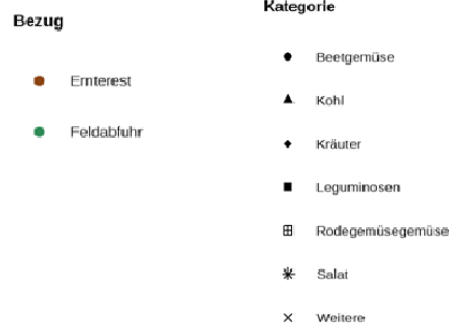 Bezug
Ernterest
Feldabfuhr
Kategorie
Beetgemüse
Kohl
Kräuter
Leguminosen
Rodegemüsegemüse
Salat
Weitere